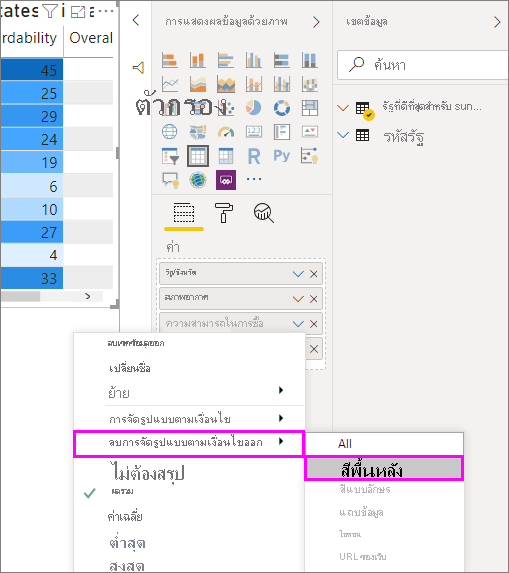 tates
i
a
rdability
Overal
45
25
29
24
19
6
10
27
4
33
การแสดงผลข้อมูลด้วยภาพ
ตัวกรอง
R
Py
123
ค่า
รัฐ/จังหวัด
สภาพอากาศ
ความสามารถในการซื้อ
เขตข้อมูล
ค้นหา
รัฐที่ดีที่สุดสำหรับ sun...
รหัสรัฐ
ลบเขตข้อมูลออก
เปลี่ยนชื่อ
ย้าย
การจัดรูปแบบตามเงื่อนไข
ลบการจัดรูปแบบตามเงื่อนไขออก
ไม่ต้องสรุป
ผลรวม
ค่าเฉลี่ย
ต่ำสุด
สูงสุด
All
สีพื้นหลัง
สีแบบอักษร
แถบข้อมูล
ไอคอน
URL ของเว็บ